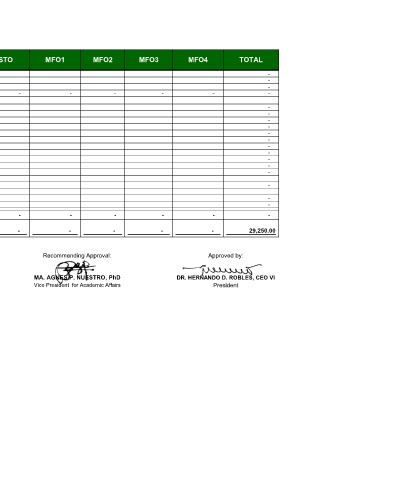 STO MFO1 MFO2 MFO3 MFO4 TOTAL
-
-
-
- - - - - -
-
-
-
-
-
-
-
-
-
-
-
-
-
-
- - - - - -
- - - - - 29,250.00
Recommending Approval: Approved by:
MA. AGNES P. NUESTRO, PhD DR. HERNANDO D. ROBLES, CEO VI
Vice President for Academic Affairs President